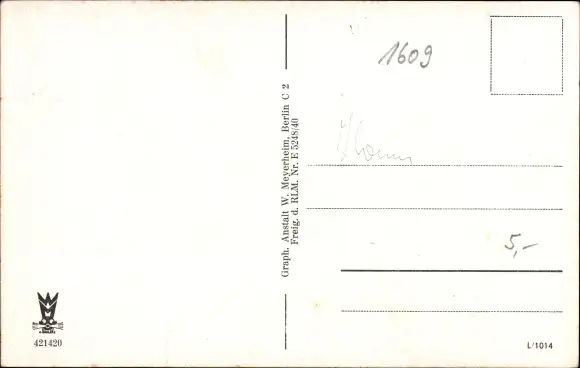 1609
Graph. Anstalt W. Meyerheim, Berlin C 2
Freig. d. RLM. Nr. E 5248/40
5,-
421420
L/1014